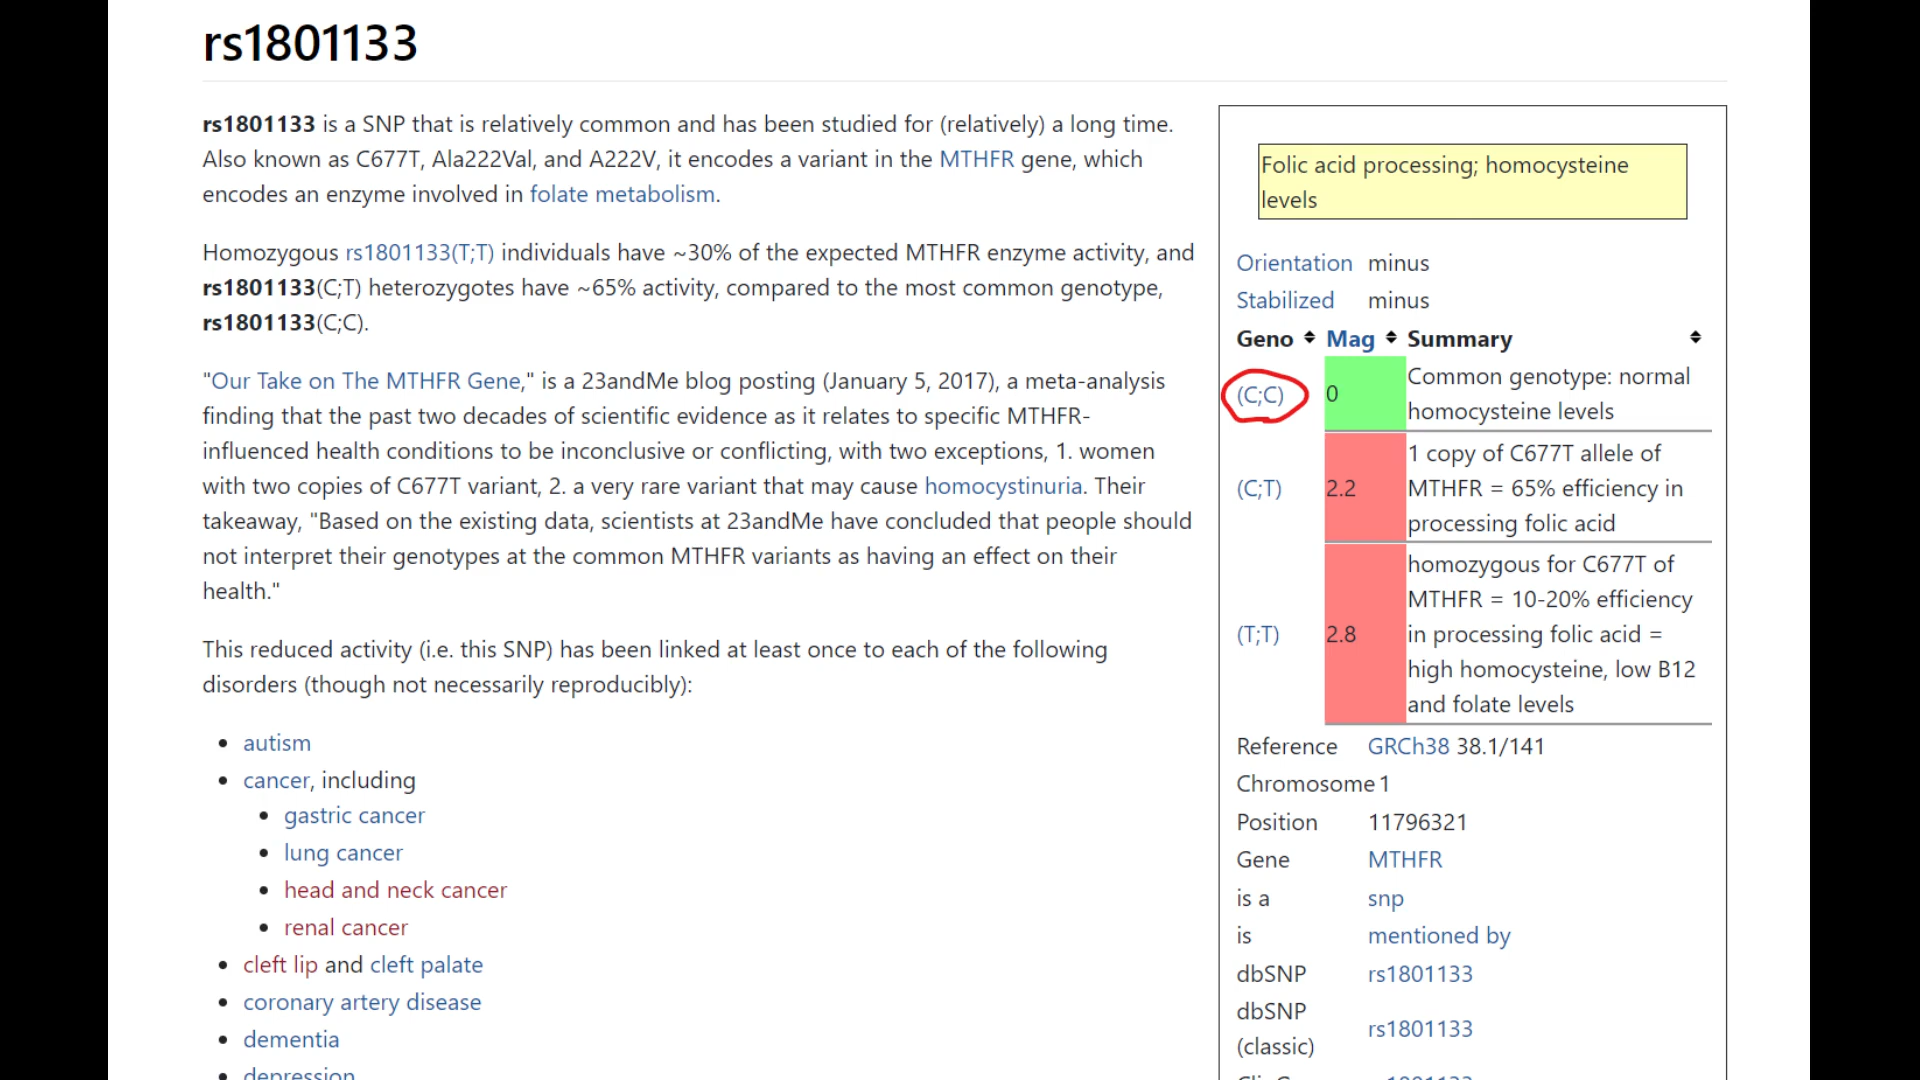 rs1801133
rs1801133 is a SNP that is relatively common and has been studied for (relatively) a long time.
Also known as C677T, Ala222Val, and A222V, it encodes a variant in the MTHFR gene, which
encodes an enzyme involved in folate metabolism.
Homozygous rs1801133(T;T) individuals have ~30% of the expected MTHFR enzyme activity, and
rs1801133(C;T) heterozygotes have ~65% activity, compared to the most common genotype,
rs1801133(C;C).
"Our Take on The MTHFR Gene," is a 23andMe blog posting (January 5, 2017), a meta-analysis
finding that the past two decades of scientific evidence as it relates to specific MTHFR-
influenced health conditions to be inconclusive or conflicting, with two exceptions, 1. women
with two copies of C677T variant, 2. a very rare variant that may cause homocystinuria. Their
takeaway, "Based on the existing data, scientists at 23andMe have concluded that people should
not interpret their genotypes at the common MTHFR variants as having an effect on their
health."
This reduced activity (i.e. this SNP) has been linked at least once to each of the following
disorders (though not necessarily reproducibly):
autism
cancer, including
gastric cancer
lung cancer
head and neck cancer
renal cancer
cleft lip and cleft palate
coronary artery disease
dementia
depression
Folic acid processing; homocysteine
levels
Orientation minus
Stabilized minus
Geno Mag Summary
(C;C) 0 Common genotype: normal
homocysteine levels
1 copy of C677T allele of
(C;T) 2.2 MTHFR = 65% efficiency in
processing folic acid
homozygous for C677T of
MTHFR = 10-20% efficiency
(T;T) 2.8 in processing folic acid =
high homocysteine, low B12
and folate levels
Reference GRCh38 38.1/141
Chromosome 1
Position 11796321
Gene MTHFR
is a snp
is mentioned by
dbSNP rs1801133
dbSNP
(classic) rs1801133